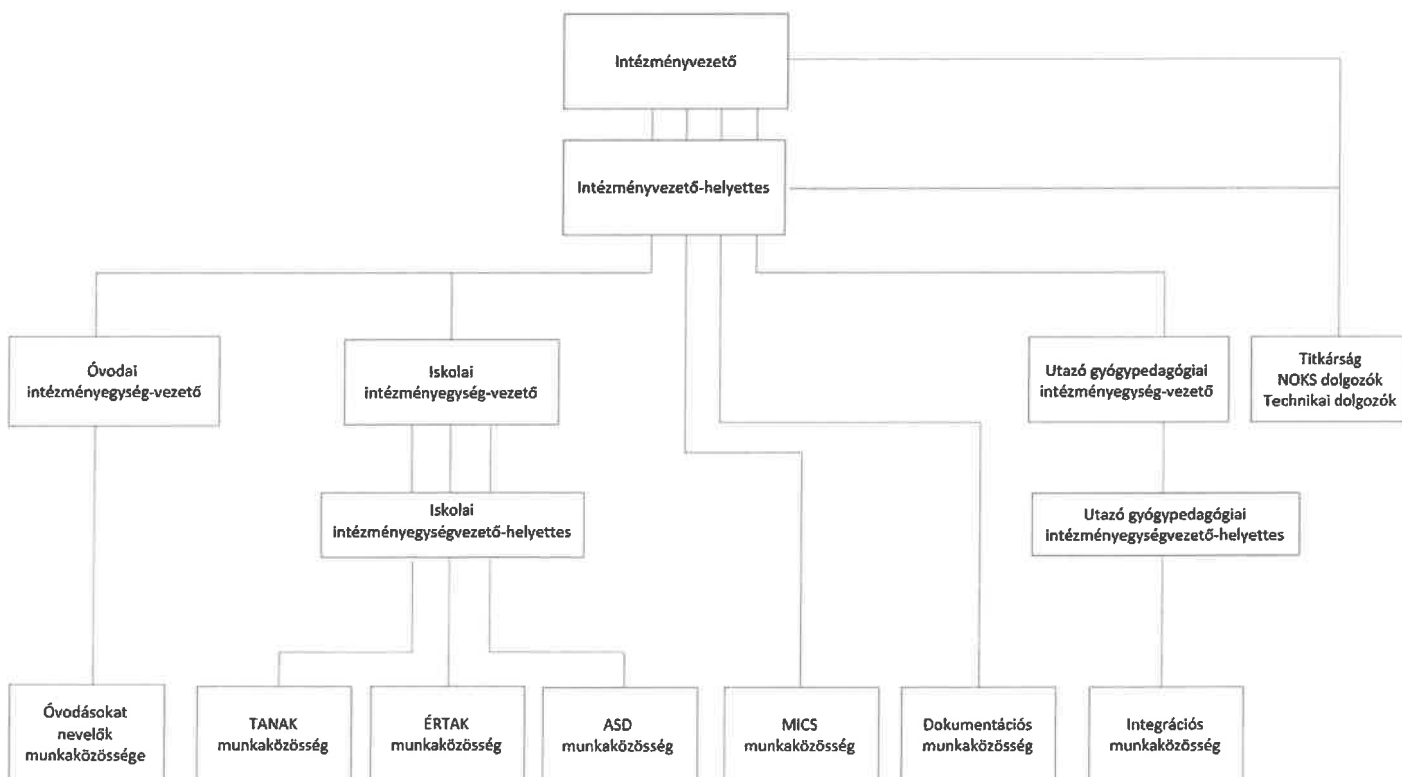 Intézményvezető
Intézményvezető-helyettes
Óvodai
intézményegység-vezető
Iskolai
intézményegység-vezető
Utazó gyógypedagógiai
intézményegység-vezető
Titkárság
NOKS dolgozók
Technikai dolgozók
Iskolai
intézményegységvezető-helyettes
Utazó gyógypedagógiai
intézményegységvezető-helyettes
Óvodásokat
nevelők
munkaközössége
TANAK
munkaközösség
ÉRTAK
munkaközösség
ASD
munkaközösség
MICS
munkaközösség
Dokumentációs
munkaközösség
Integrációs
munkaközösség